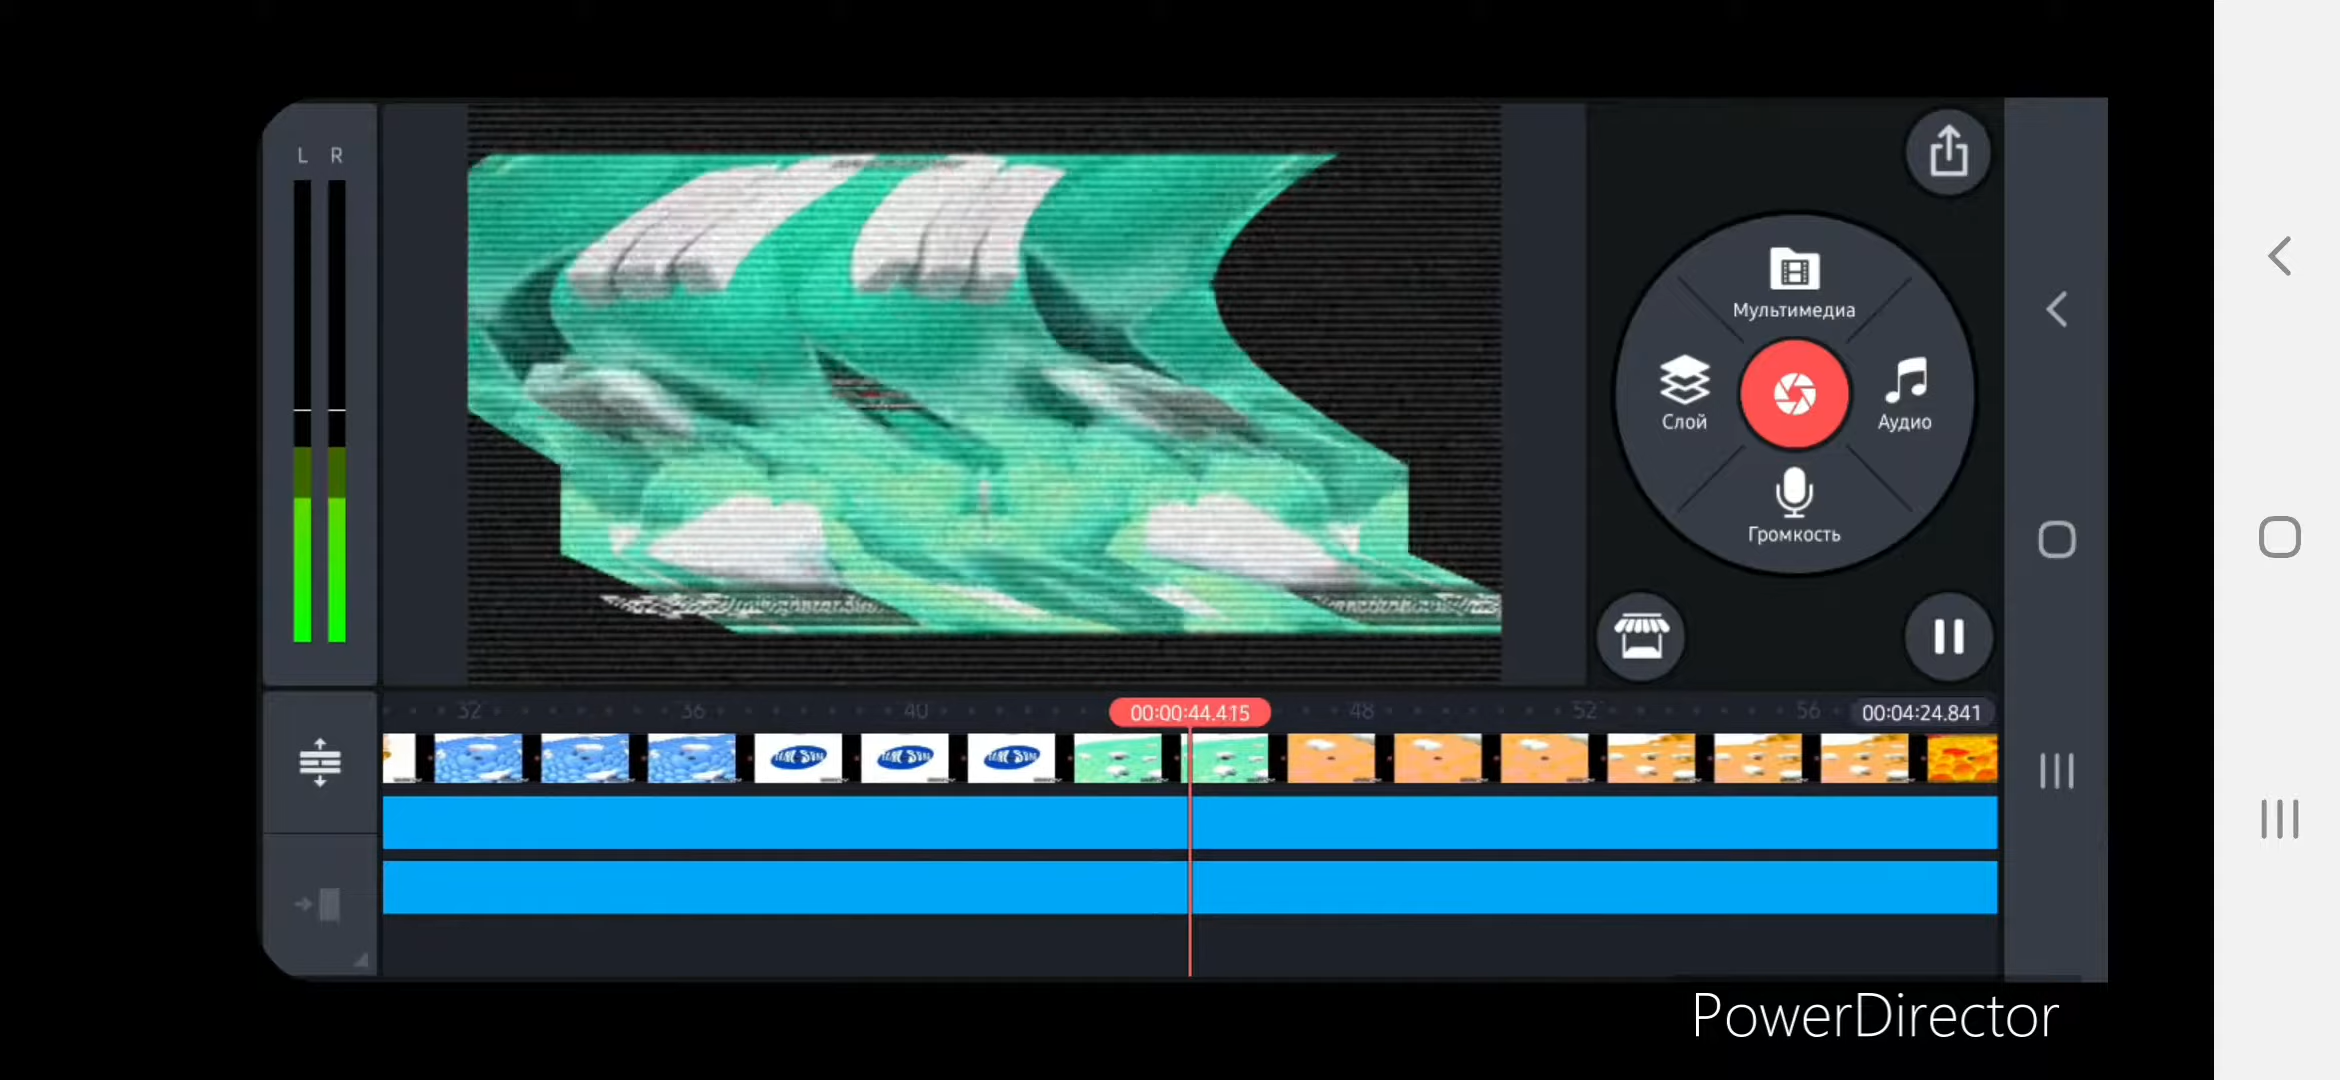 L R
Мультимедиа
Слой
Аудио
Громкость
32 36 40 00:00:44.415 48 52 56 00:04:24.841
PowerDirector